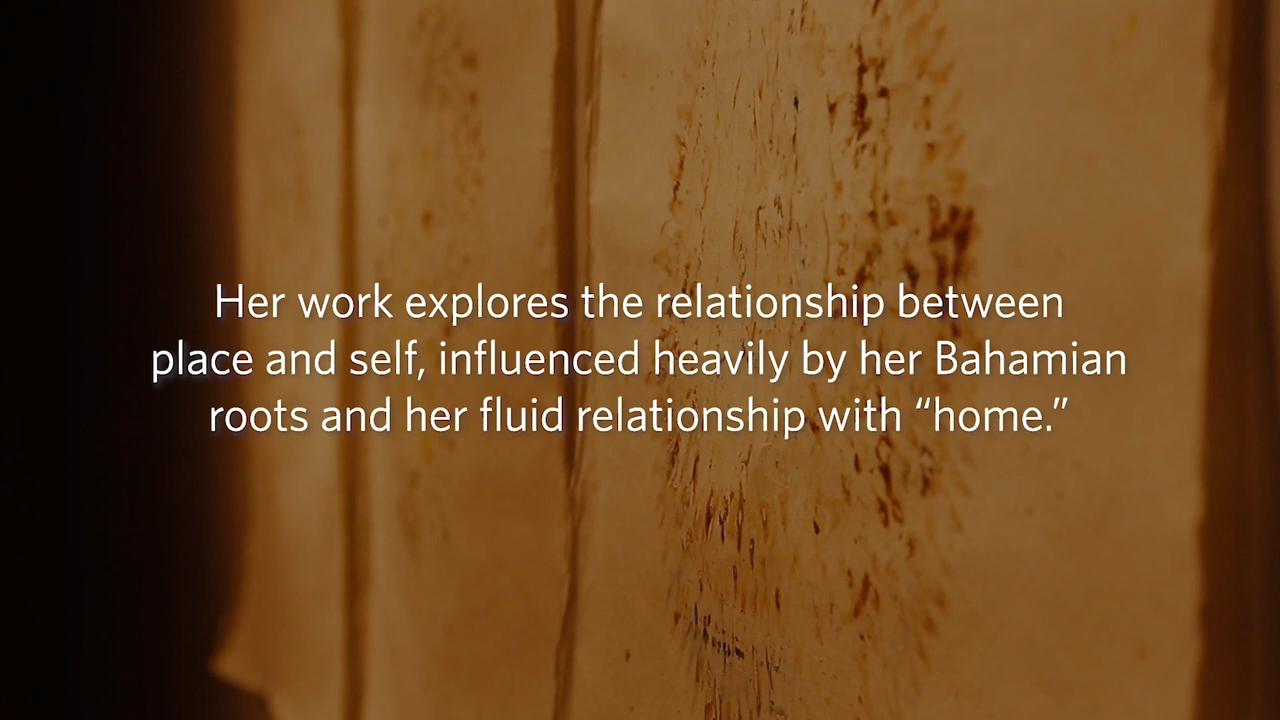 Her work explores the relationship between
place and self, influenced heavily by her Bahamian
roots and her fluid relationship with “home.”